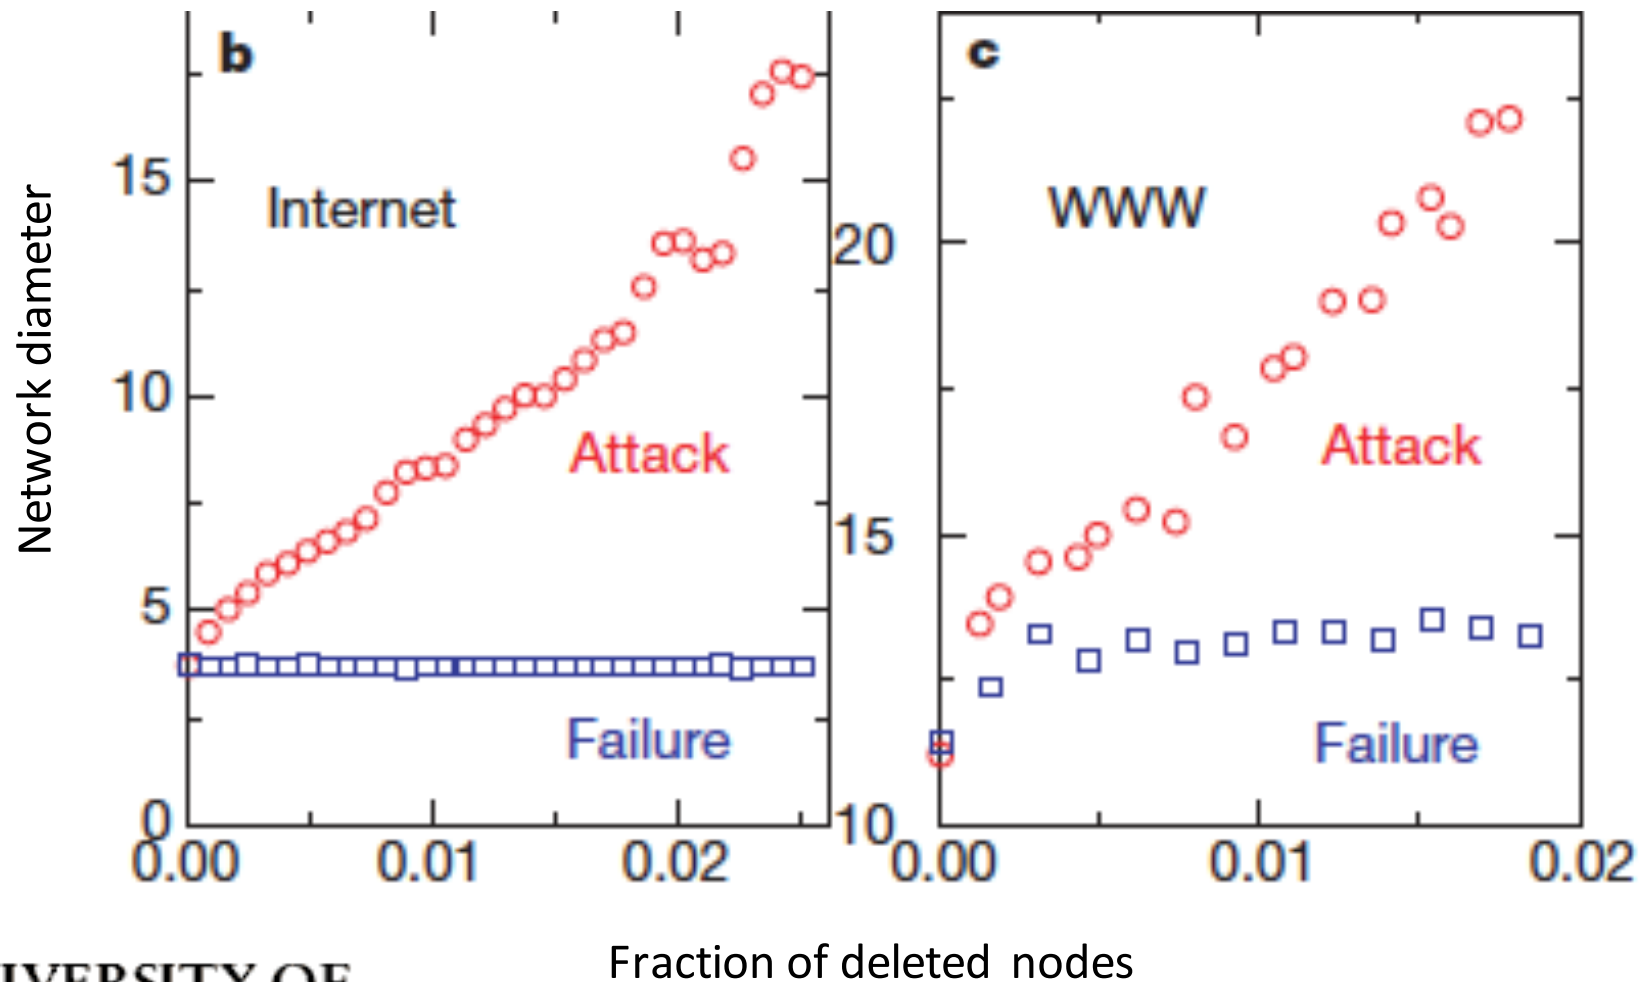 b
Internet
Attack
Failure
15
10
5
0
0.00 0.01 0.02
Network diameter
c
WWW
Attack
Failure
20
15
10
0.00 0.01 0.02
Fraction of deleted nodes